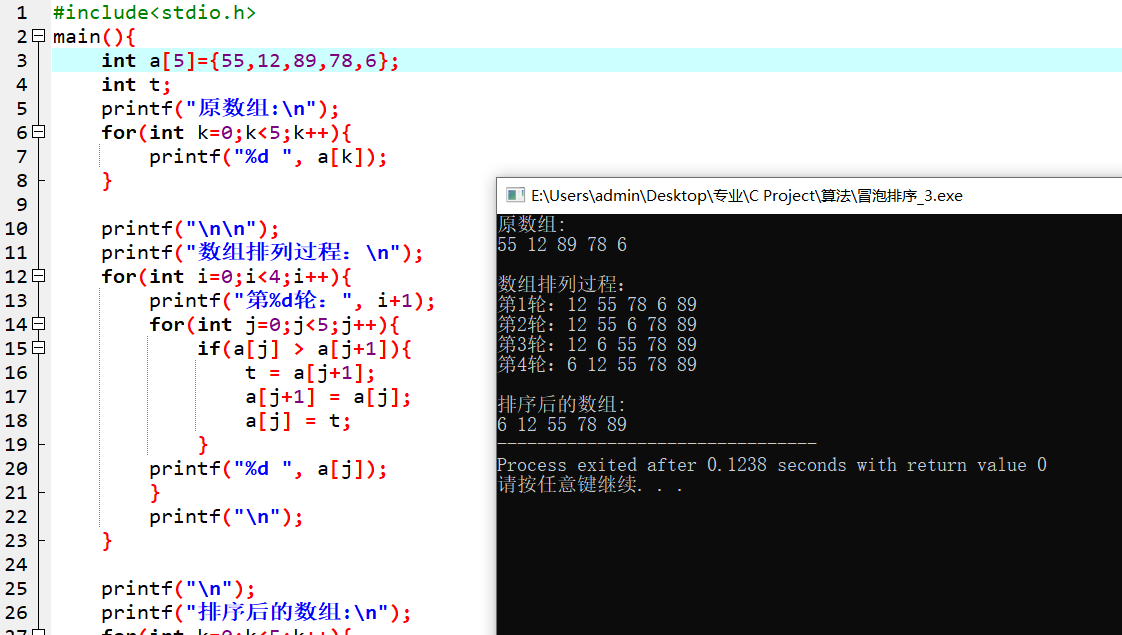 1 #include<stdio.h>
2 main(){
3 int a[5]={55,12,89,78,6};
4 int t;
5 printf("原数组:\n");
6 for(int k=0;k<5;k++){
7 printf("%d ", a[k]);
8 }
9
10 printf("\n\n");
11 printf("数组排列过程：\n");
12 for(int i=0;i<4;i++){
13 printf("第%d轮：", i+1);
14 for(int j=0;j<5;j++){
15 if(a[j] > a[j+1]){
16 t = a[j+1];
17 a[j+1] = a[j];
18 a[j] = t;
19 }
20 printf("%d ", a[j]);
21 }
22 printf("\n");
23 }
24
25 printf("\n");
26 printf("排序后的数组:\n");
27 for(int k=0;k<5;k++){
E:\Users\admin\Desktop\专业\C Project\算法\冒泡排序_3.exe
原数组:
55 12 89 78 6
数组排列过程：
第1轮：12 55 78 6 89
第2轮：12 55 6 78 89
第3轮：12 6 55 78 89
第4轮：6 12 55 78 89
排序后的数组:
6 12 55 78 89
--------------------------------
Process exited after 0.1238 seconds with return value 0
请按任意键继续. . .